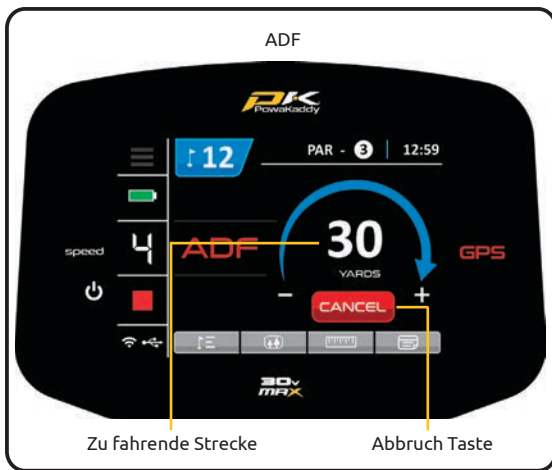 ADF
PK
PowaKaddy
12
PAR - 3 | 12:59
speed
4
ADF
30
YARDS
GPS
- +
CANCEL
30v
MAX
Zu fahrende Strecke
Abbruch Taste